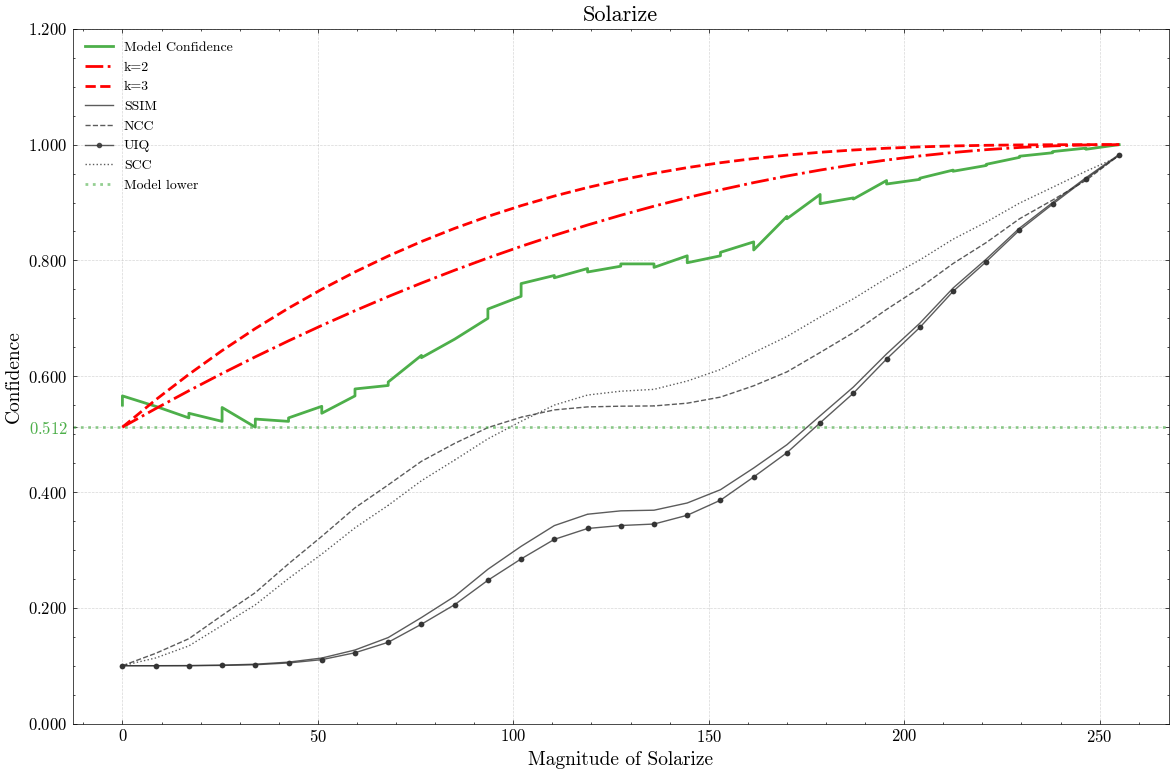 Solarize
1.200
1.000
0.800
0.600
0.512
0.400
0.200
0.000
Confidence
Model Confidence
k=2
k=3
SSIM
NCC
UIQ
SCC
Model lower
0 50 100 150 200 250
Magnitude of Solarize